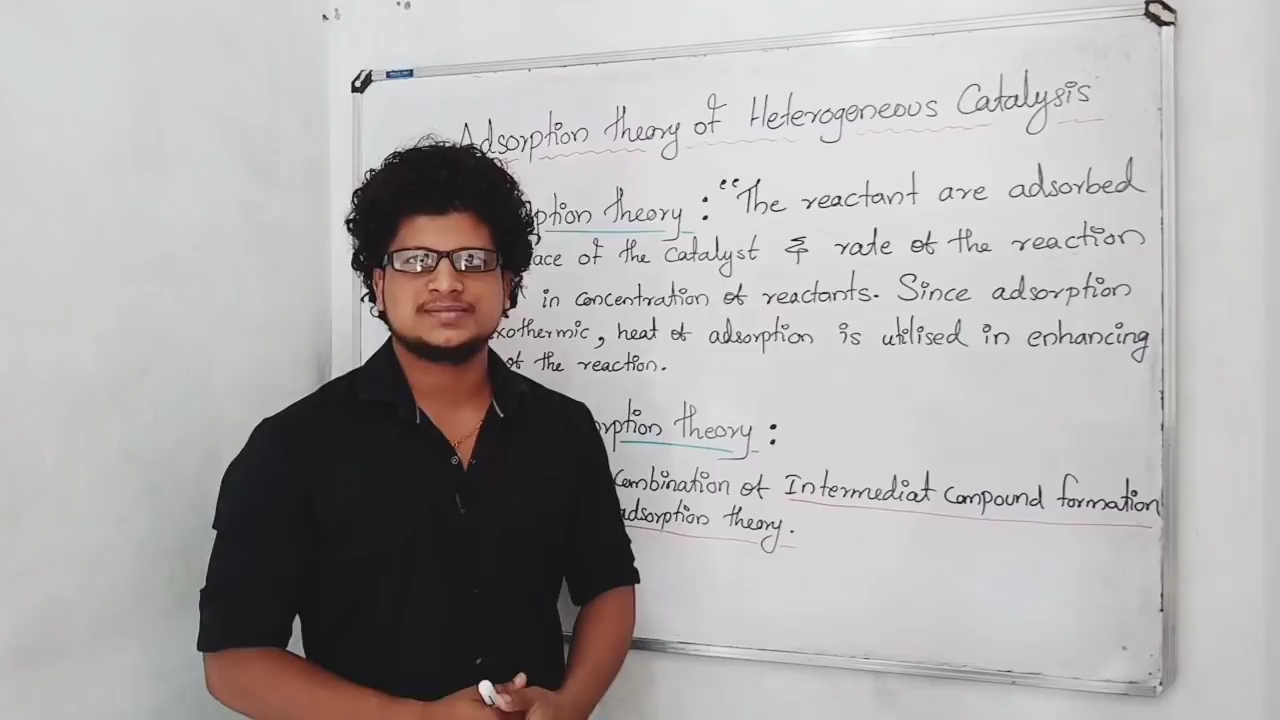 Adsorption theory of Heterogeneous Catalysis
ption theory : "The reactant are adsorbed
ace of the catalyst & rate of the reaction
in concentration of reactants. Since adsorption
xothermic, heat of adsorption is utilised in enhancing
of the reaction.
rption theory :
Combination of Intermediat compound formation
adsorption theory.